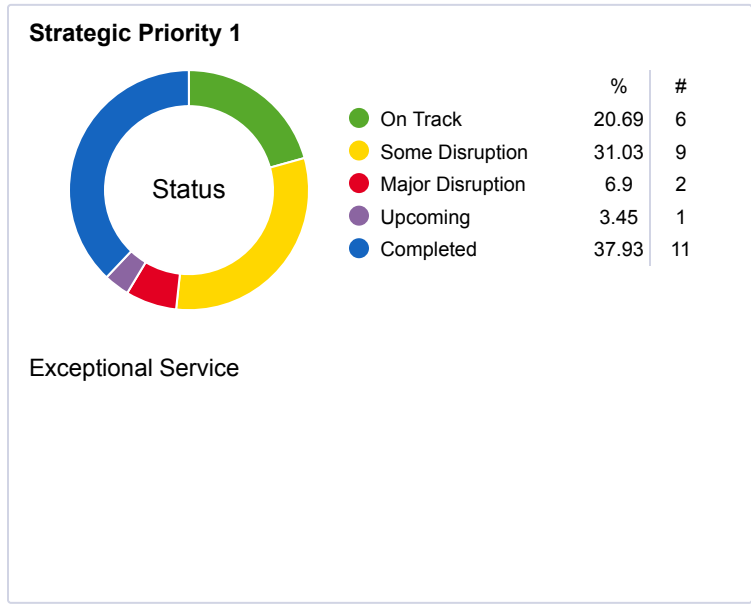 Strategic Priority 1
Status
% #
On Track 20.69 6
Some Disruption 31.03 9
Major Disruption 6.9 2
Upcoming 3.45 1
Completed 37.93 11
Exceptional Service